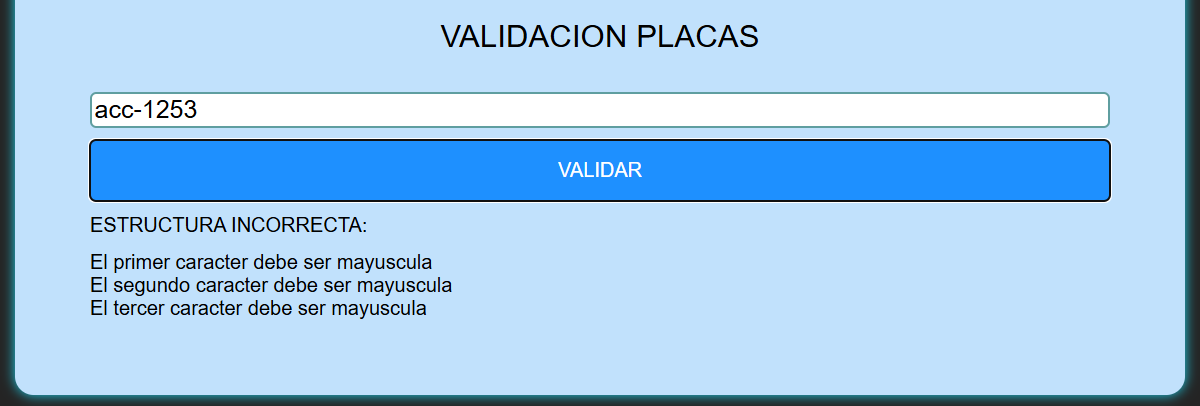 VALIDACION PLACAS
acc-1253
VALIDAR
ESTRUCTURA INCORRECTA:
El primer caracter debe ser mayuscula
El segundo caracter debe ser mayuscula
El tercer caracter debe ser mayuscula